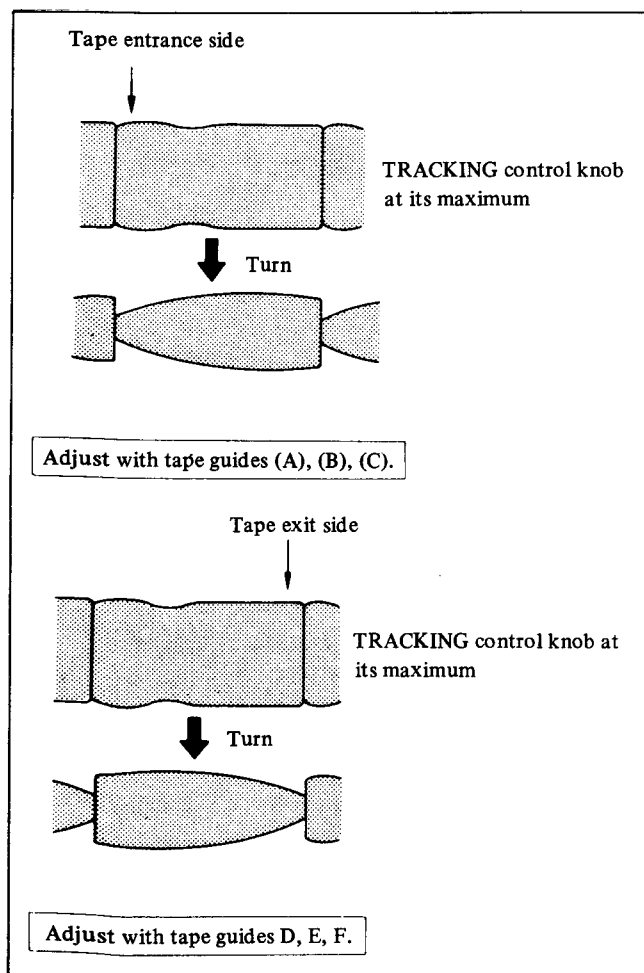 Tape entrance side
TRACKING control knob
at its maximum
Turn
Adjust with tape guides (A), (B), (C).
Tape exit side
TRACKING control knob at
its maximum
Turn
Adjust with tape guides D, E, F.